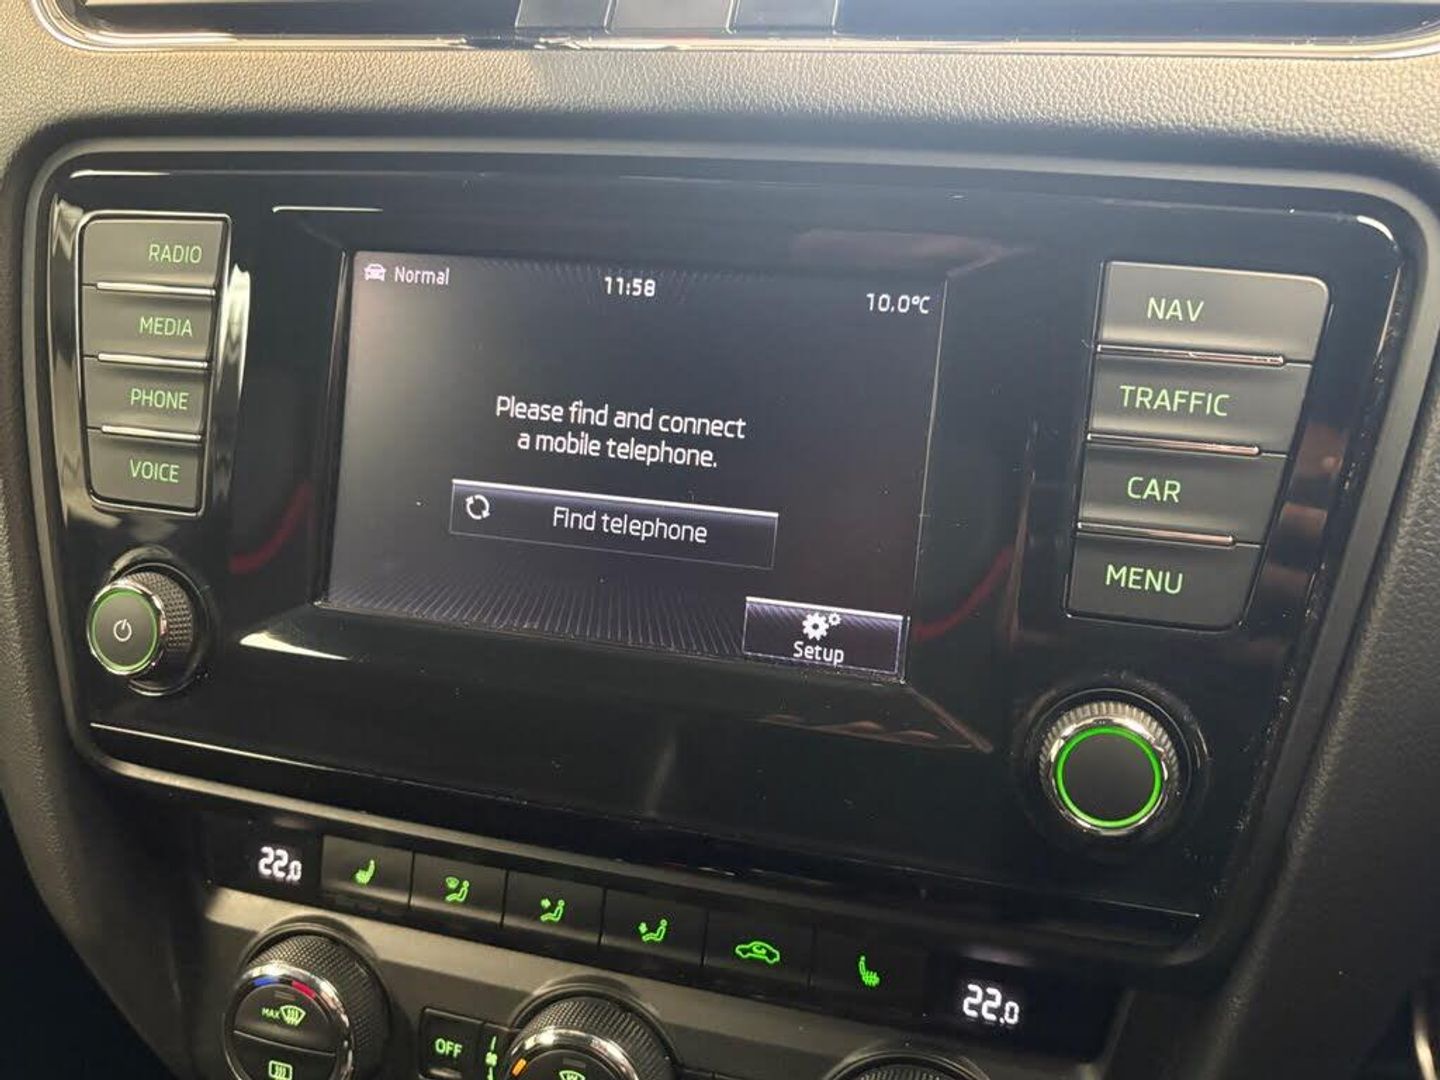 RADIO
MEDIA
PHONE
VOICE
Normal
11:58
10.0°C
Please find and connect
a mobile telephone.
Find telephone
Setup
NAV
TRAFFIC
CAR
MENU
22.0
22.0
MAX
OFF